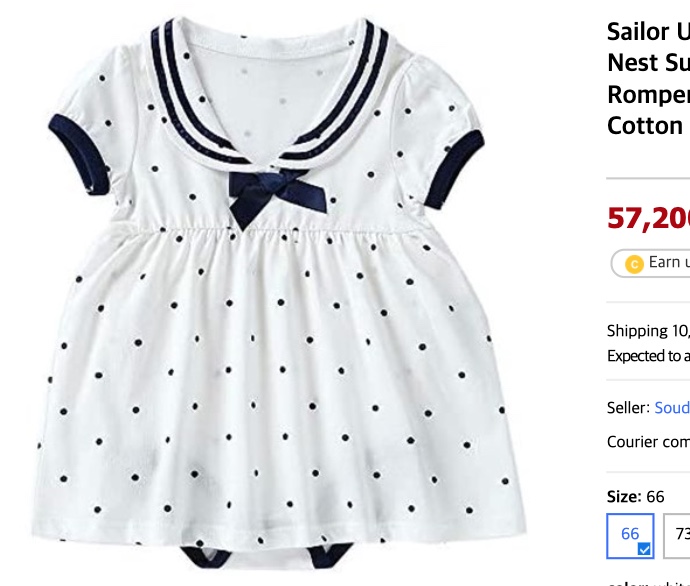 Sailor U
Nest Su
Romper
Cotton
57,200
Earn u
Shipping 10,
Expected to a
Seller: Soud
Courier com
Size: 66
66
73